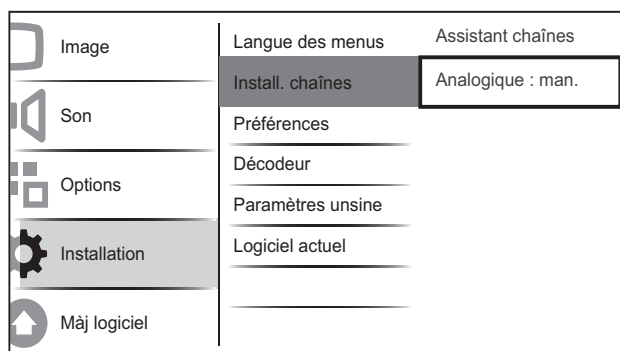 Image
Son
Options
Installation
Màj logiciel
Langue des menus
Install. chaînes
Préférences
Décodeur
Paramètres unsine
Logiciel actuel
Assistant chaînes
Analogique : man.